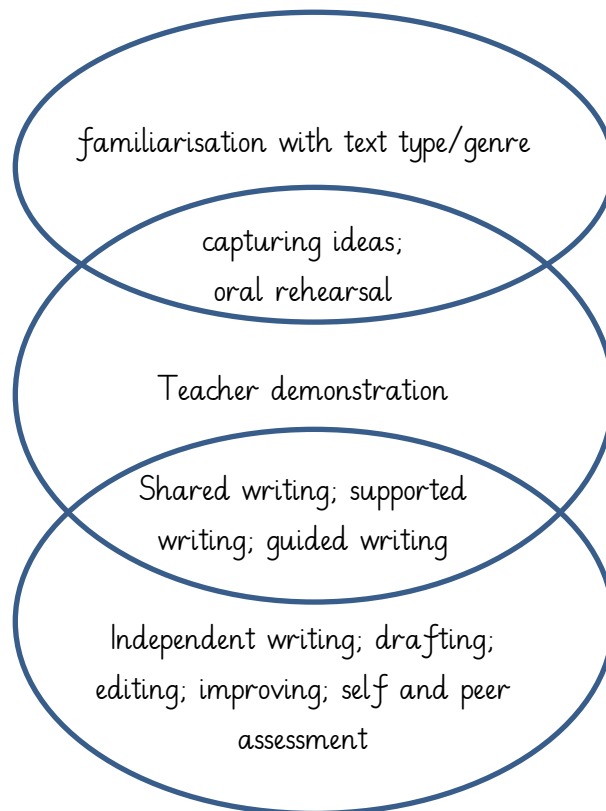 familiarisation with text type/genre
capturing ideas;
oral rehearsal
Teacher demonstration
Shared writing; supported
writing; guided writing
Independent writing; drafting;
editing; improving; self and peer
assessment